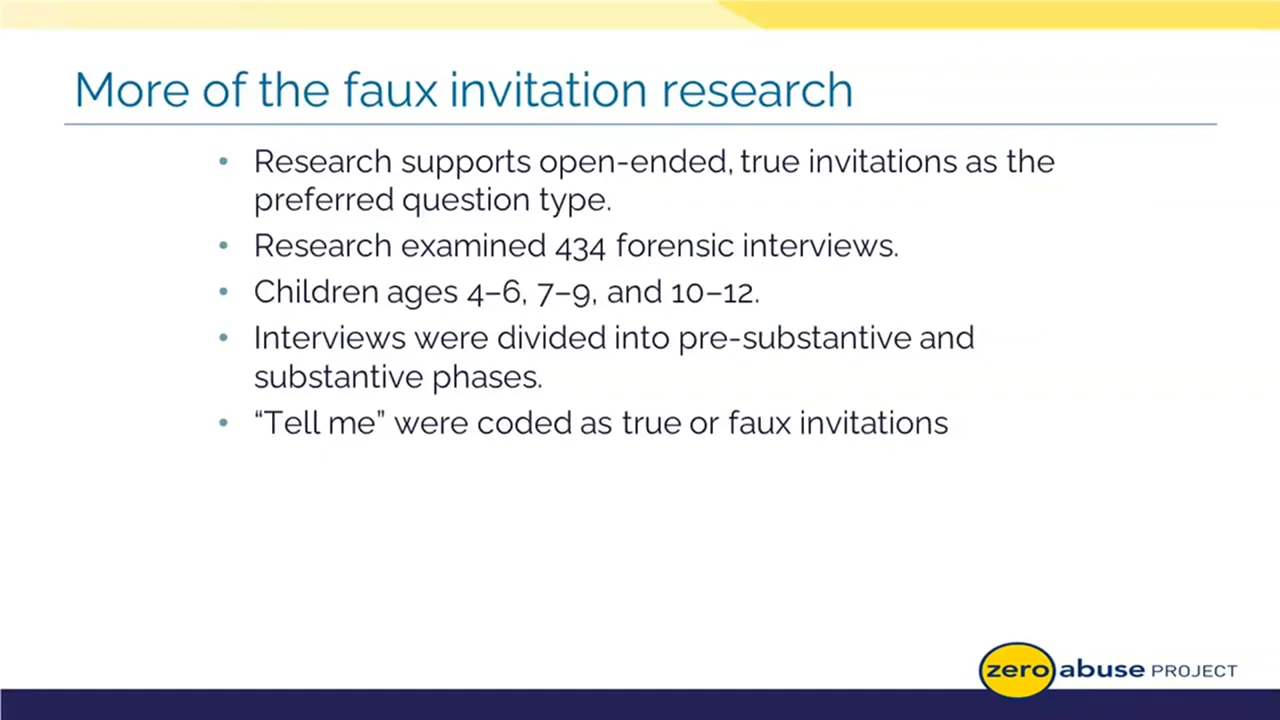 More of the faux invitation research
• Research supports open-ended, true invitations as the
preferred question type.
• Research examined 434 forensic interviews.
• Children ages 4–6, 7–9, and 10–12.
• Interviews were divided into pre-substantive and
substantive phases.
• “Tell me” were coded as true or faux invitations
zero abuse PROJECT